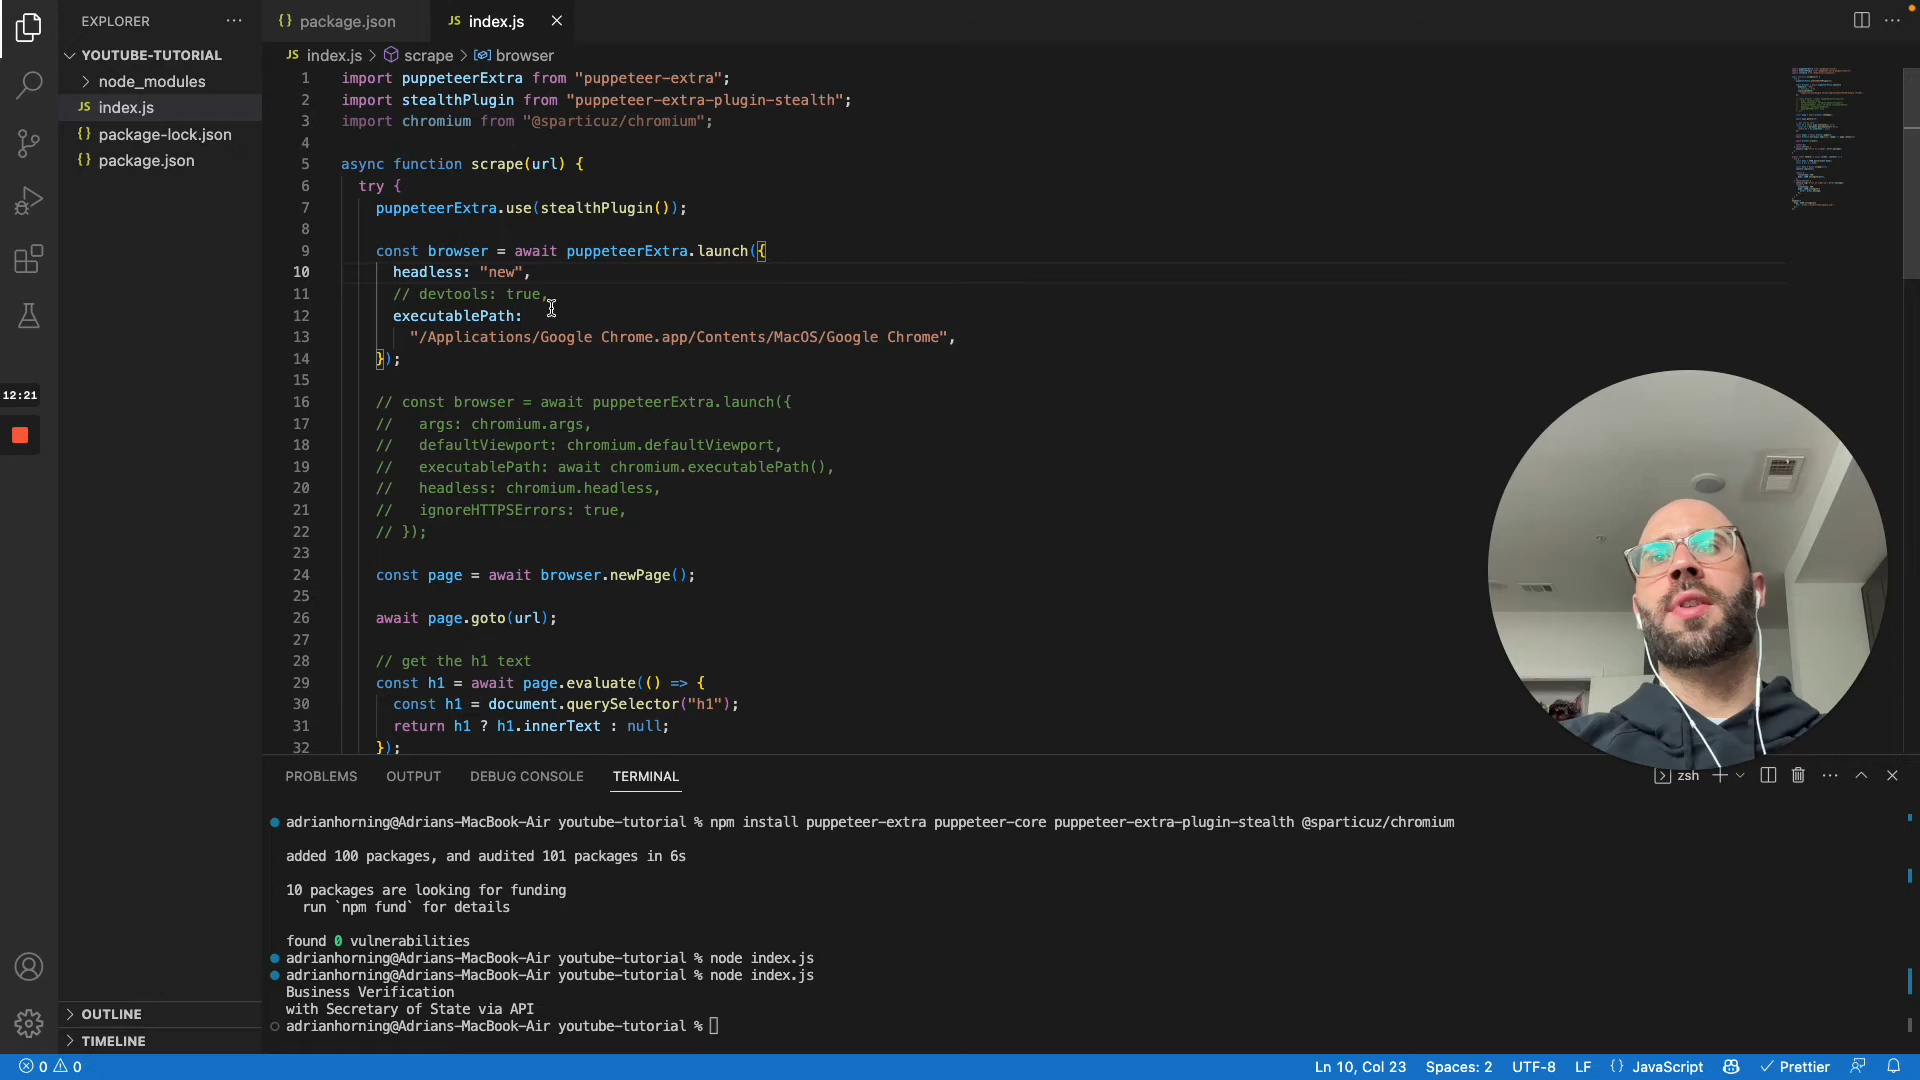 EXPLORER
package.json
JS index.js
YOUTUBE-TUTORIAL
node_modules
JS index.js
{} package-lock.json
{} package.json
OUTLINE
TIMELINE
12:21
JS index.js > scrape > browser
1 import puppeteerExtra from "puppeteer-extra";
2 import stealthPlugin from "puppeteer-extra-plugin-stealth";
3 import chromium from "@sparticuz/chromium";
4
5 async function scrape(url) {
6 try {
7 puppeteerExtra.use(stealthPlugin());
8
9 const browser = await puppeteerExtra.launch({
10 headless: "new",
11 // devtools: true,
12 executablePath:
13 "/Applications/Google Chrome.app/Contents/MacOS/Google Chrome",
14 });
15
16 // const browser = await puppeteerExtra.launch({
17 // args: chromium.args,
18 // defaultViewport: chromium.defaultViewport,
19 // executablePath: await chromium.executablePath(),
20 // headless: chromium.headless,
21 // ignoreHTTPSErrors: true,
22 // });
23
24 const page = await browser.newPage();
25
26 await page.goto(url);
27
28 // get the h1 text
29 const h1 = await page.evaluate(() => {
30 const h1 = document.querySelector("h1");
31 return h1 ? h1.innerText : null;
32 });
PROBLEMS OUTPUT DEBUG CONSOLE TERMINAL
zsh
adrianhorning@Adrians-MacBook-Air youtube-tutorial % npm install puppeteer-extra puppeteer-core puppeteer-extra-plugin-stealth @sparticuz/chromium
added 100 packages, and audited 101 packages in 6s
10 packages are looking for funding
run `npm fund` for details
found 0 vulnerabilities
adrianhorning@Adrians-MacBook-Air youtube-tutorial % node index.js
adrianhorning@Adrians-MacBook-Air youtube-tutorial % node index.js
Business Verification
with Secretary of State via API
adrianhorning@Adrians-MacBook-Air youtube-tutorial %
0 0
Ln 10, Col 23 Spaces: 2 UTF-8 LF {} JavaScript Prettier